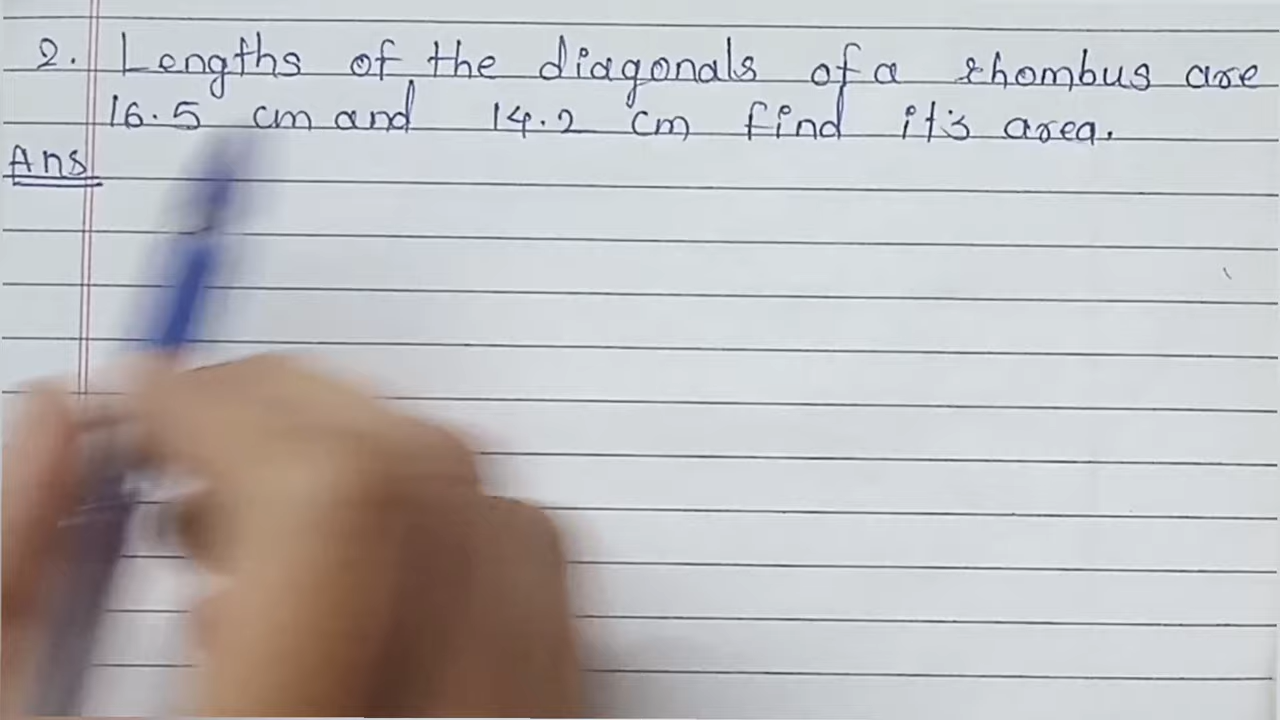 2. Lengths of the diagonals of a rhombus are
16.5 cm and 14.2 cm find it's area.
Ans